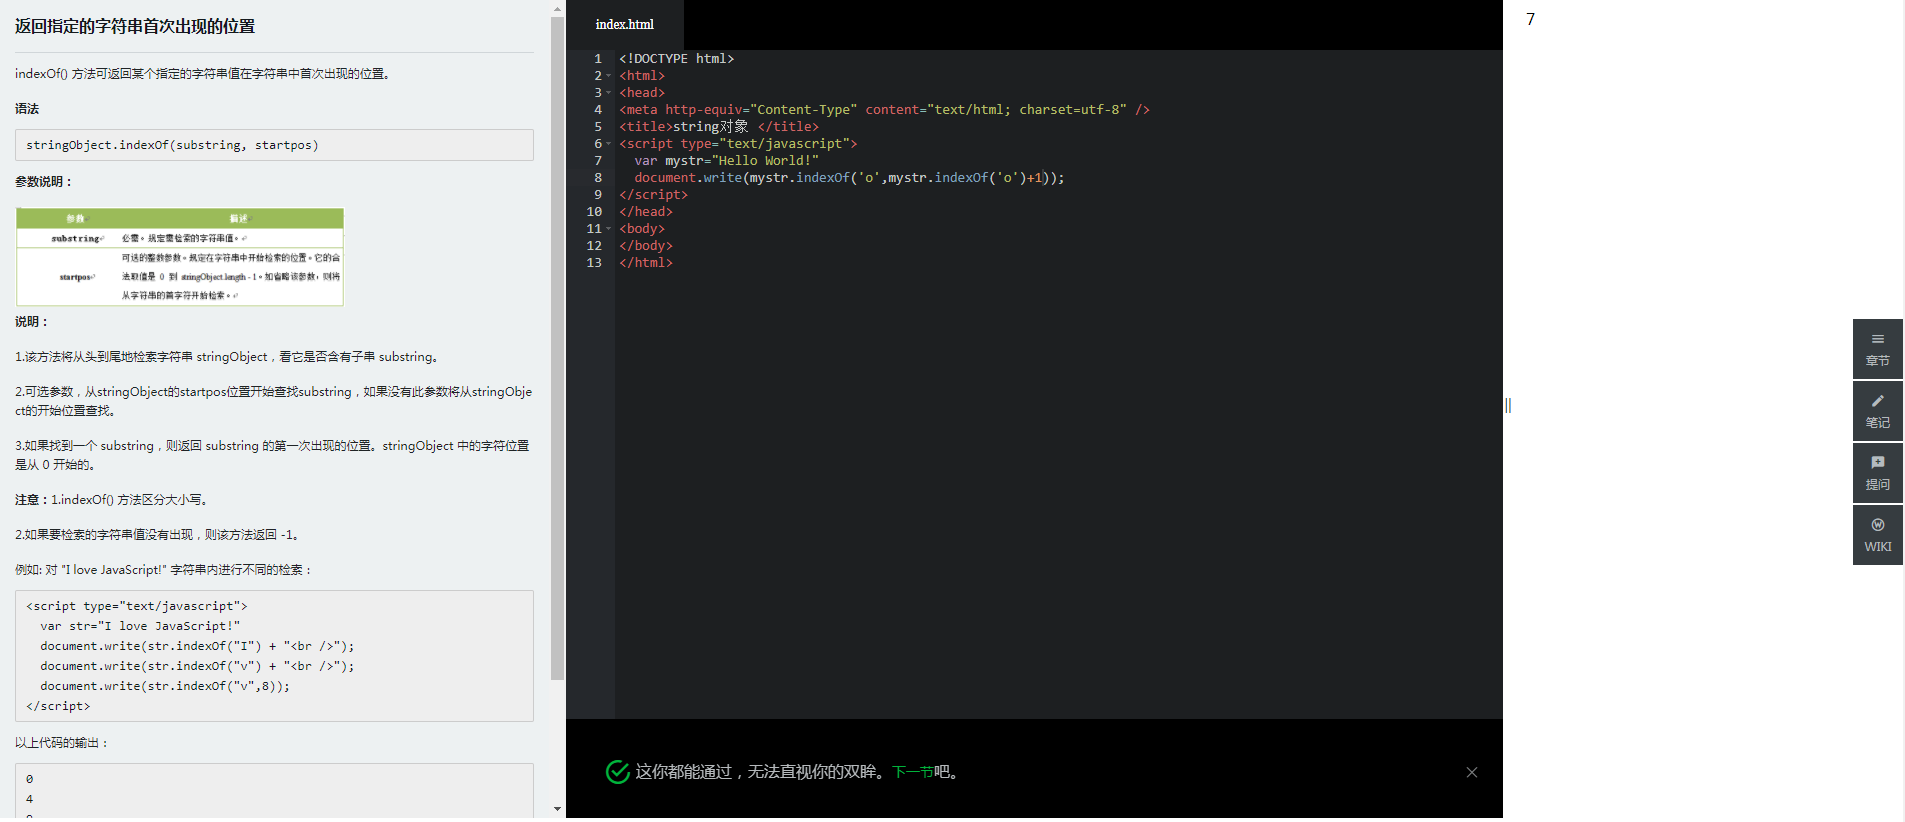 返回指定的字符串首次出现的位置
indexOf() 方法可返回某个指定的字符串值在字符串中首次出现的位置。
语法
stringObject.indexOf(substring, startpos)
参数说明：
参数 描述
substring 必需。规定需检索的字符串值。
可选的整数参数。规定在字符串中开始检索的位置。它的合
startpos 法取值是 0 到 stringObject.length - 1。如省略该参数，则将
从字符串的首字符开始检索。
说明：
1.该方法将从头到尾地检索字符串 stringObject，看它是否含有子串 substring。
2.可选参数，从stringObject的startpos位置开始查找substring，如果没有此参数将从stringObje
ct的开始位置查找。
3.如果找到一个 substring，则返回 substring 的第一次出现的位置。stringObject 中的字符位置
是从 0 开始的。
注意：1.indexOf() 方法区分大小写。
2.如果要检索的字符串值没有出现，则该方法返回 -1。
例如: 对 "I love JavaScript!" 字符串内进行不同的检索：
<script type="text/javascript">
var str="I love JavaScript!"
document.write(str.indexOf("I") + "<br />");
document.write(str.indexOf("v") + "<br />");
document.write(str.indexOf("v",8));
</script>
以上代码的输出：
0
4
index.html
1 <!DOCTYPE html>
2 <html>
3 <head>
4 <meta http-equiv="Content-Type" content="text/html; charset=utf-8" />
5 <title>string对象 </title>
6 <script type="text/javascript">
7 var mystr="Hello World!"
8 document.write(mystr.indexOf('o',mystr.indexOf('o')+1));
9 </script>
10 </head>
11 <body>
12 </body>
13 </html>
这你都能通过，无法直视你的双眸。下一节吧。
7
章节
笔记
提问
WIKI